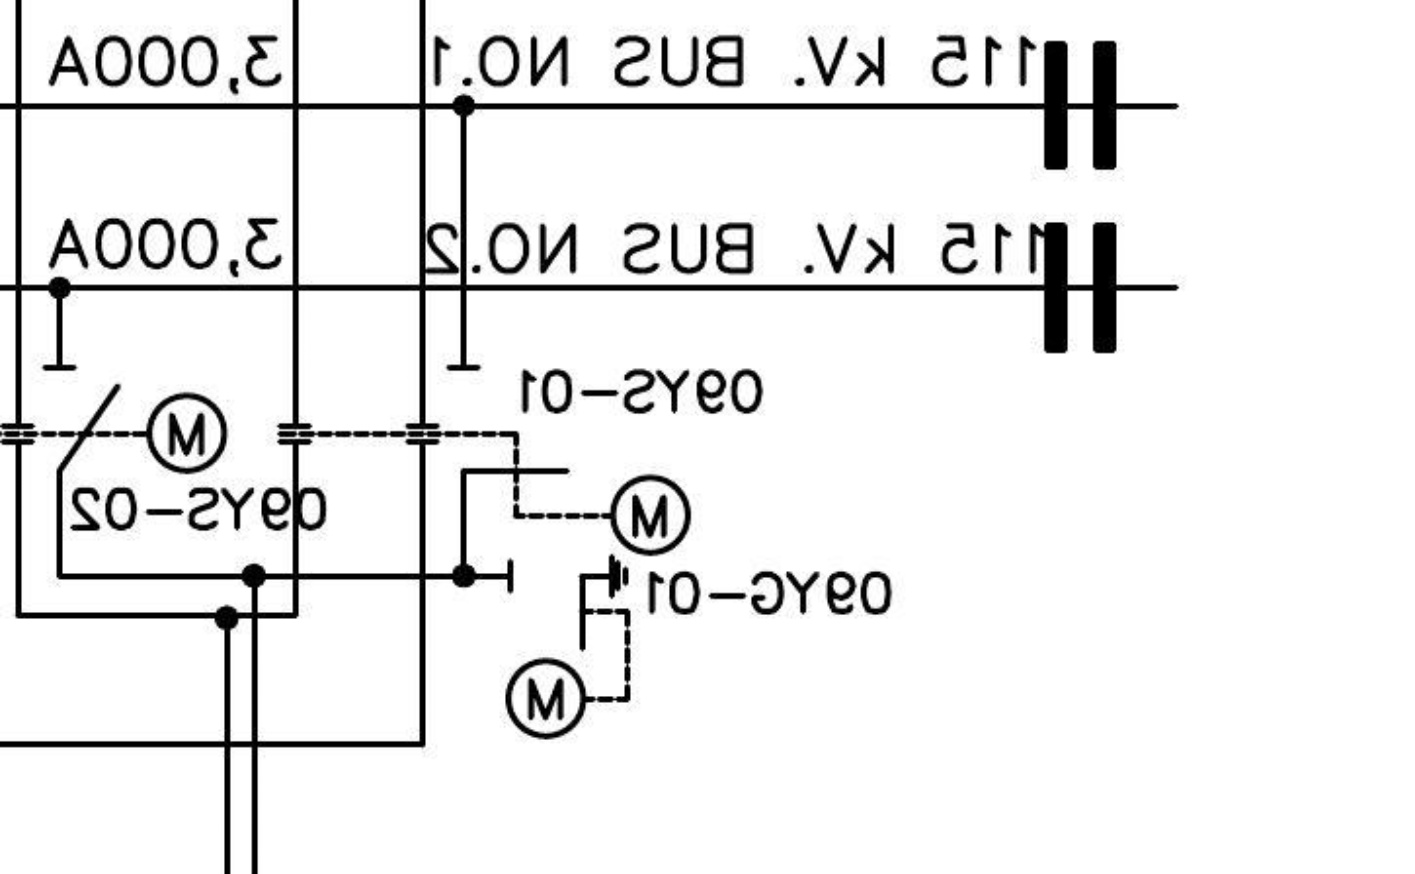 115 kV. BUS NO.1 3,000A
115 kV. BUS NO.2 3,000A
09YS-01
M
09YS-02
M
09YG-01
M